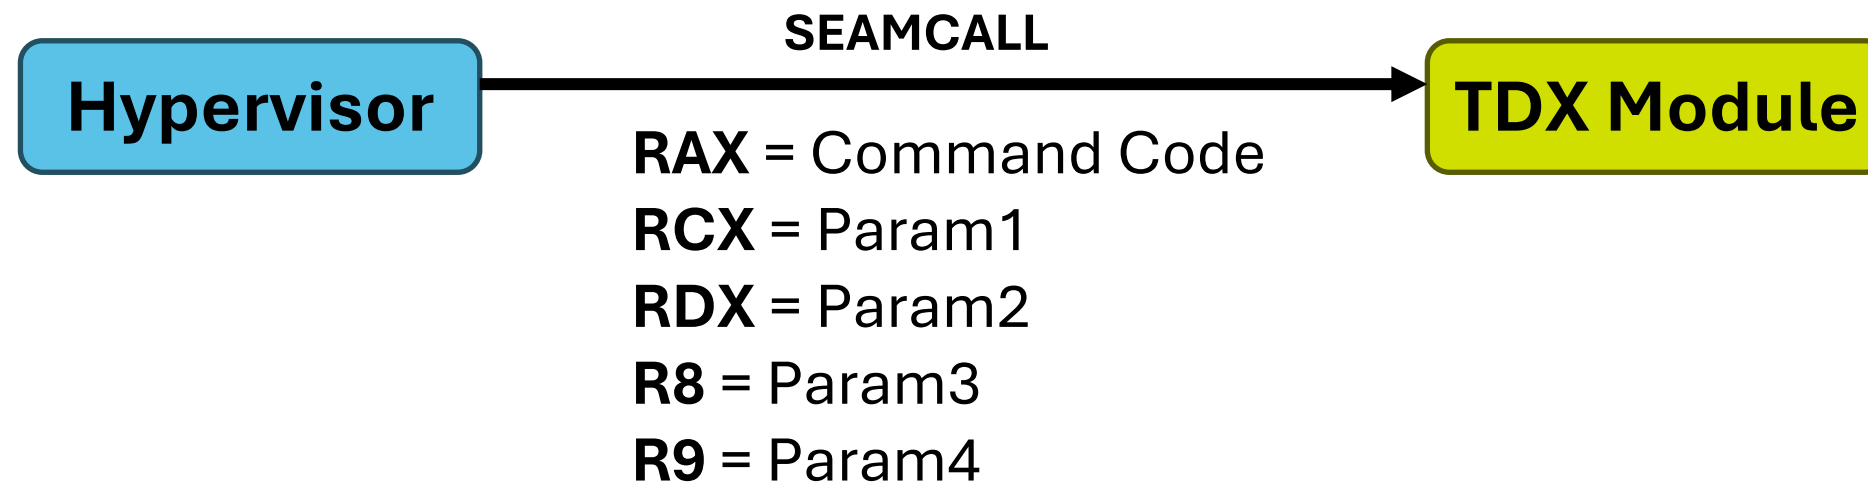 SEAMCALL
Hypervisor
TDX Module
RAX = Command Code
RCX = Param1
RDX = Param2
R8 = Param3
R9 = Param4